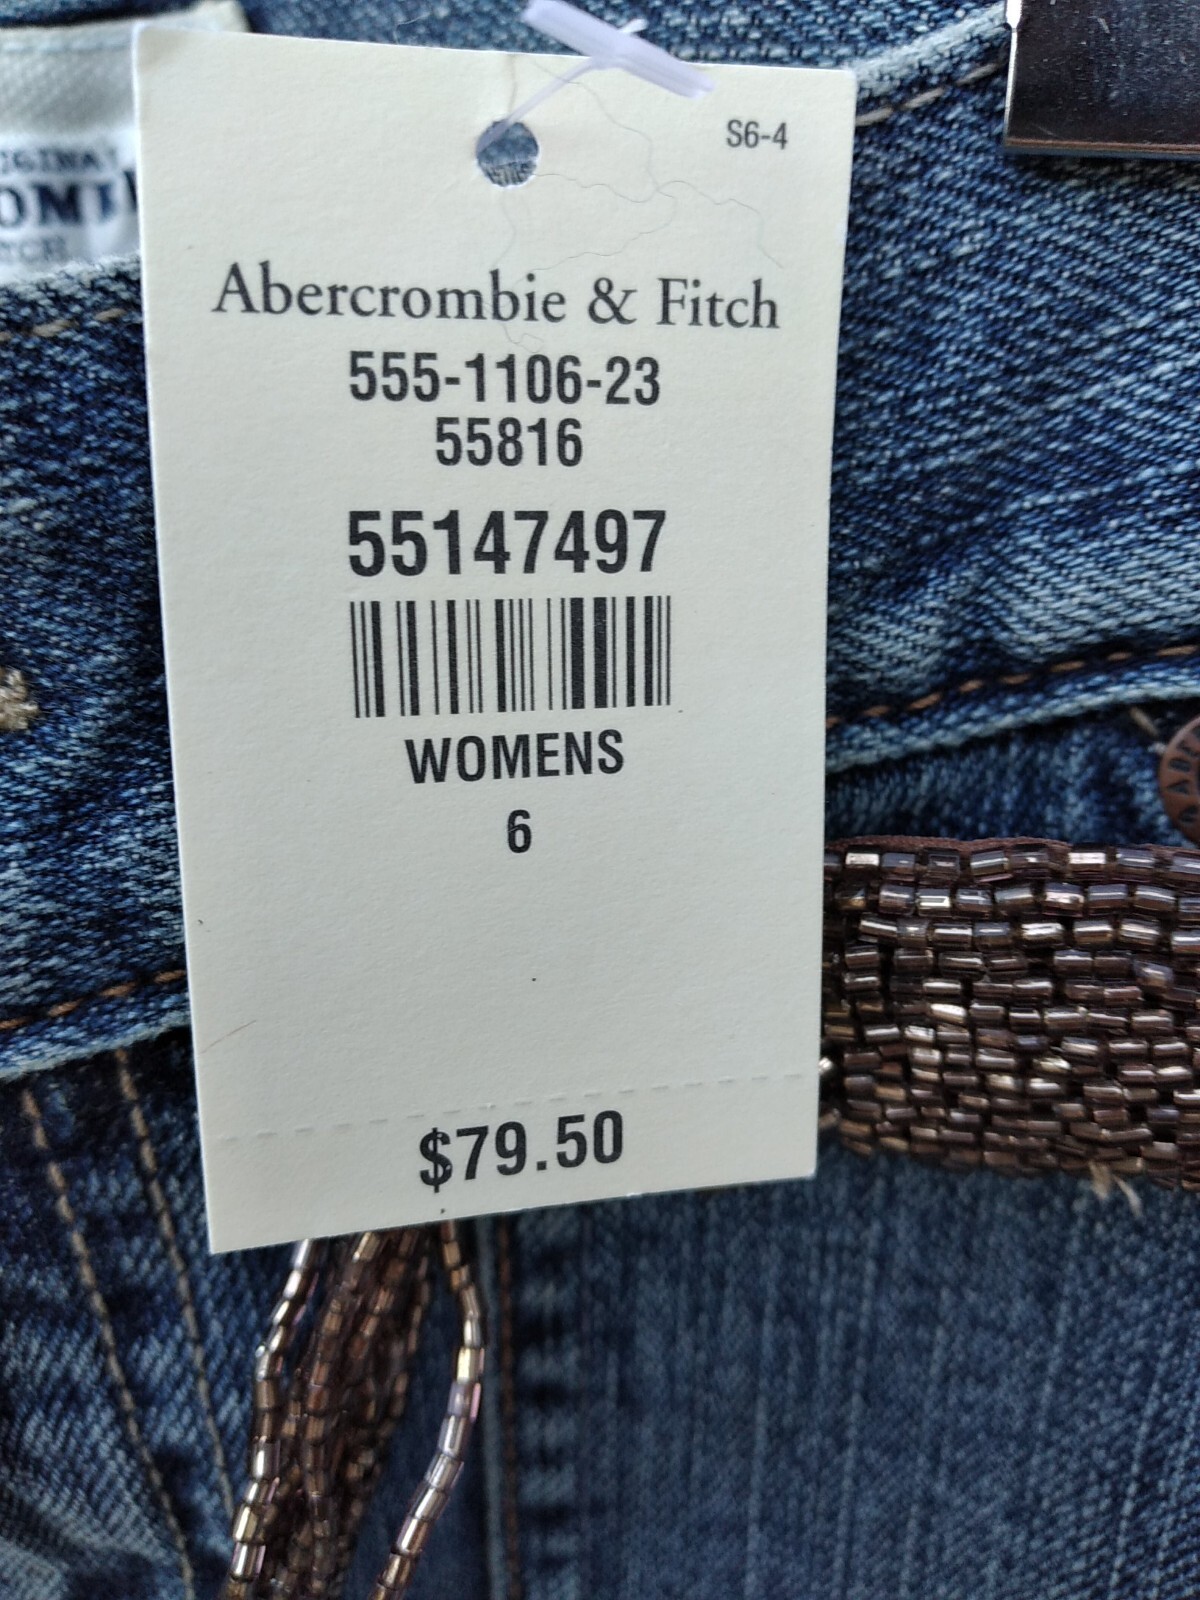 S6-4
Abercrombie & Fitch
555-1106-23
55816
55147497
WOMENS
6
$79.50